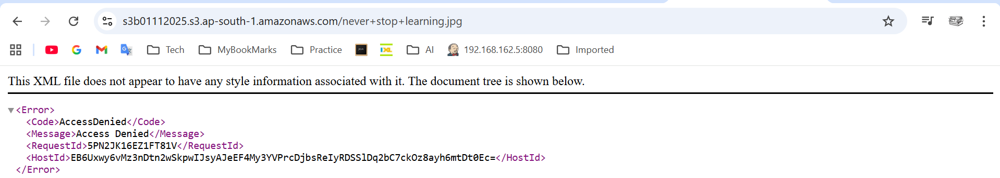 s3b01112025.s3.ap-south-1.amazonaws.com/never+stop+learning.jpg
Tech MyBookMarks Practice JAVA IXL AI 192.168.162.5:8080 Imported
This XML file does not appear to have any style information associated with it. The document tree is shown below.
<Error>
<Code>AccessDenied</Code>
<Message>Access Denied</Message>
<RequestId>5PN2JK16EZ1FT81V</RequestId>
<HostId>EB6Uxwy6vMz3nDtn2wSkpwIJsyAJeEF4My3YVPrcDjbsReIyRDSSlDq2bC7ckOz8ayh6mtDt0Ec=</HostId>
</Error>